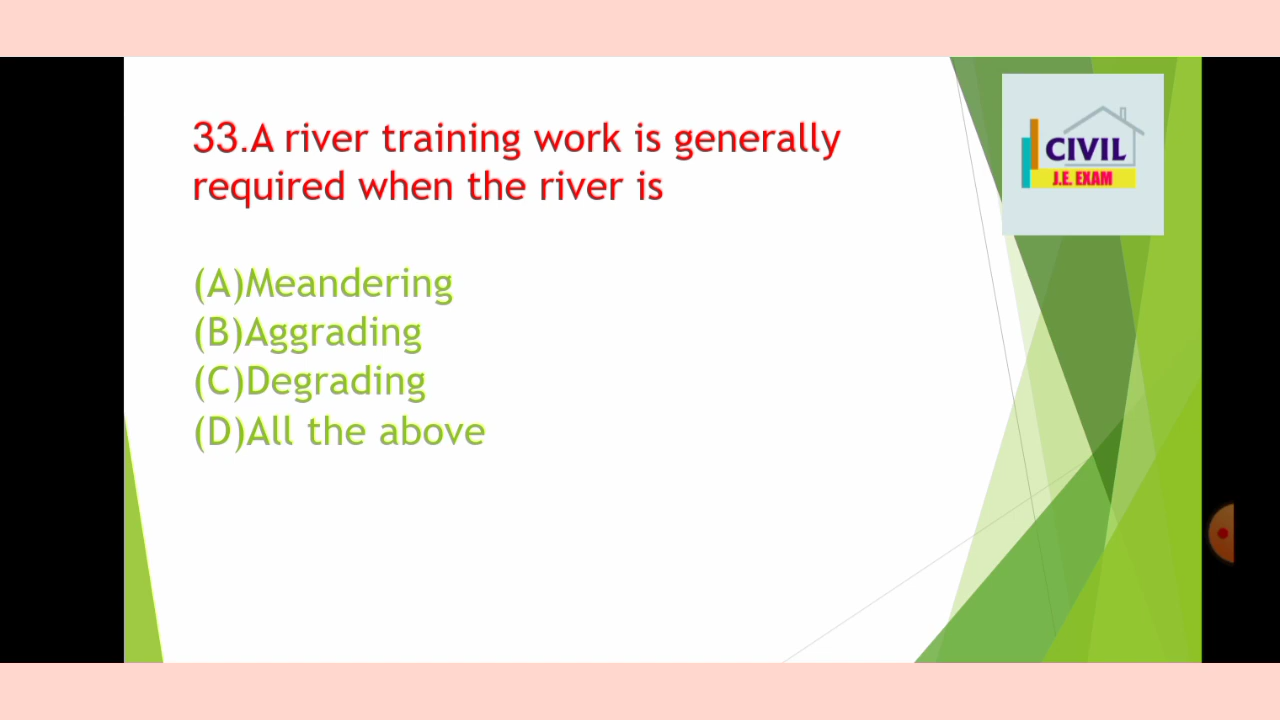 33.A river training work is generally
required when the river is
(A)Meandering
(B)Aggrading
(C)Degrading
(D)All the above
CIVIL
J.E. EXAM